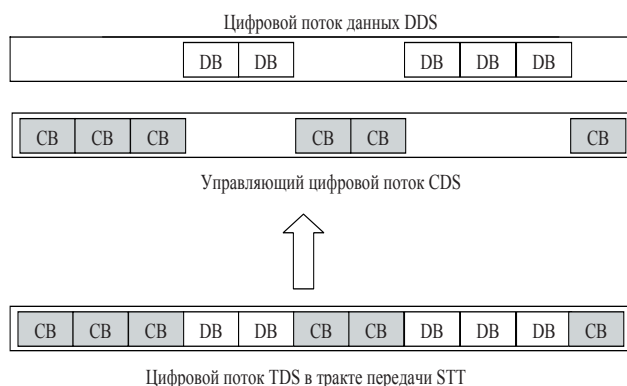 Цифровой поток данных DDS
DB DB DB DB DB
CB CB CB CB CB CB
Управляющий цифровой поток CDS
CB CB CB DB DB CB CB DB DB DB CB
Цифровой поток TDS в тракте передачи STT